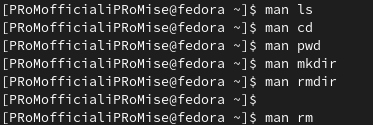 [PRoMofficialiPRoMise@fedora ~]$ man ls
[PRoMofficialiPRoMise@fedora ~]$ man cd
[PRoMofficialiPRoMise@fedora ~]$ man pwd
[PRoMofficialiPRoMise@fedora ~]$ man mkdir
[PRoMofficialiPRoMise@fedora ~]$ man rmdir
[PRoMofficialiPRoMise@fedora ~]$
[PRoMofficialiPRoMise@fedora ~]$ man rm